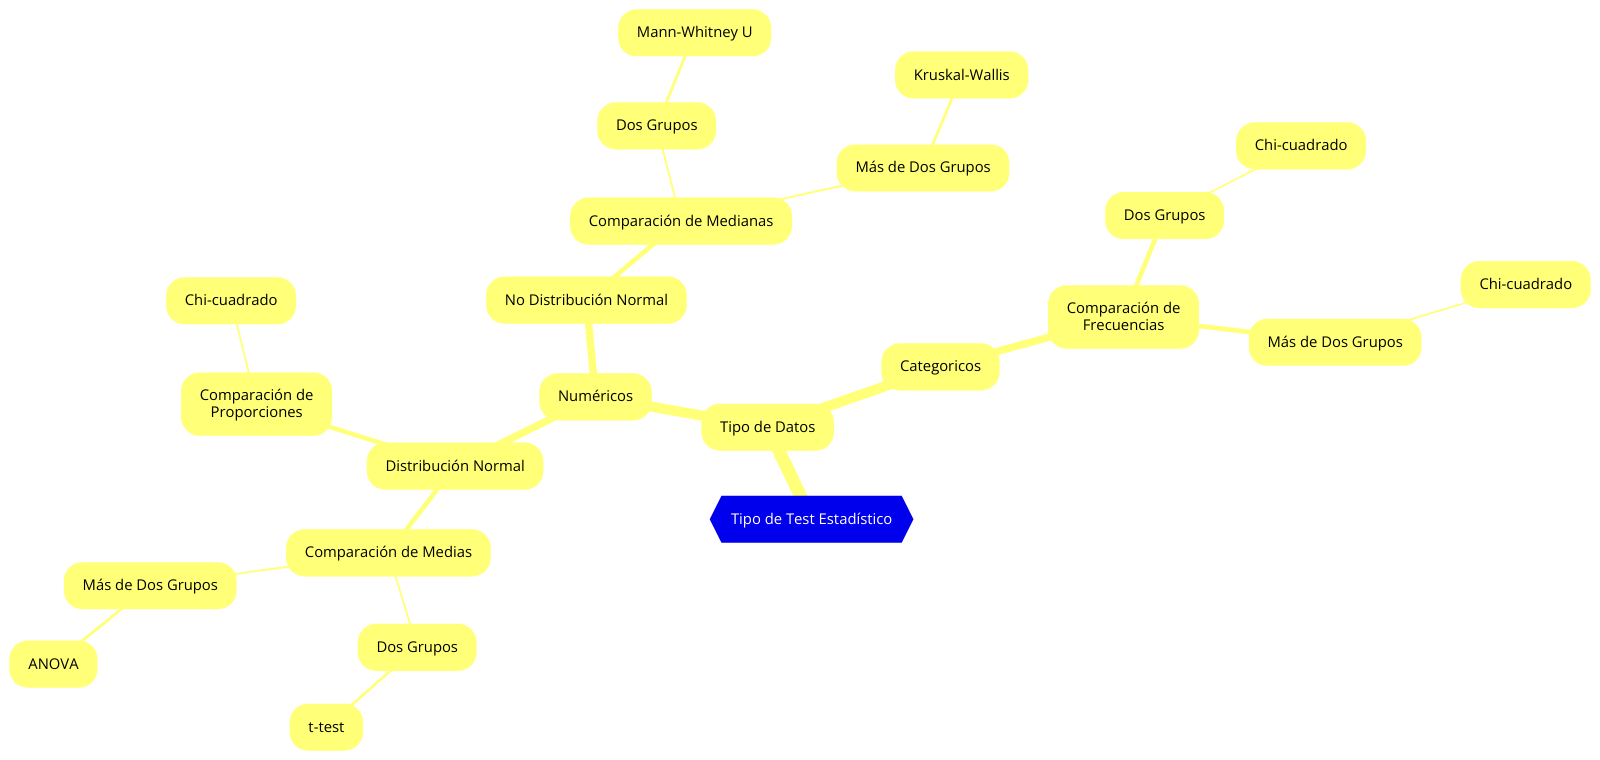 Mann-Whitney U
Kruskal-Wallis
Dos Grupos
Chi-cuadrado
Más de Dos Grupos
Dos Grupos
Comparación de Medianas
Chi-cuadrado
Chi-cuadrado
No Distribución Normal
Comparación de
Frecuencias
Más de Dos Grupos
Categoricos
Comparación de
Proporciones
Numéricos
Tipo de Datos
Distribución Normal
Tipo de Test Estadístico
Comparación de Medias
Más de Dos Grupos
Dos Grupos
ANOVA
t-test